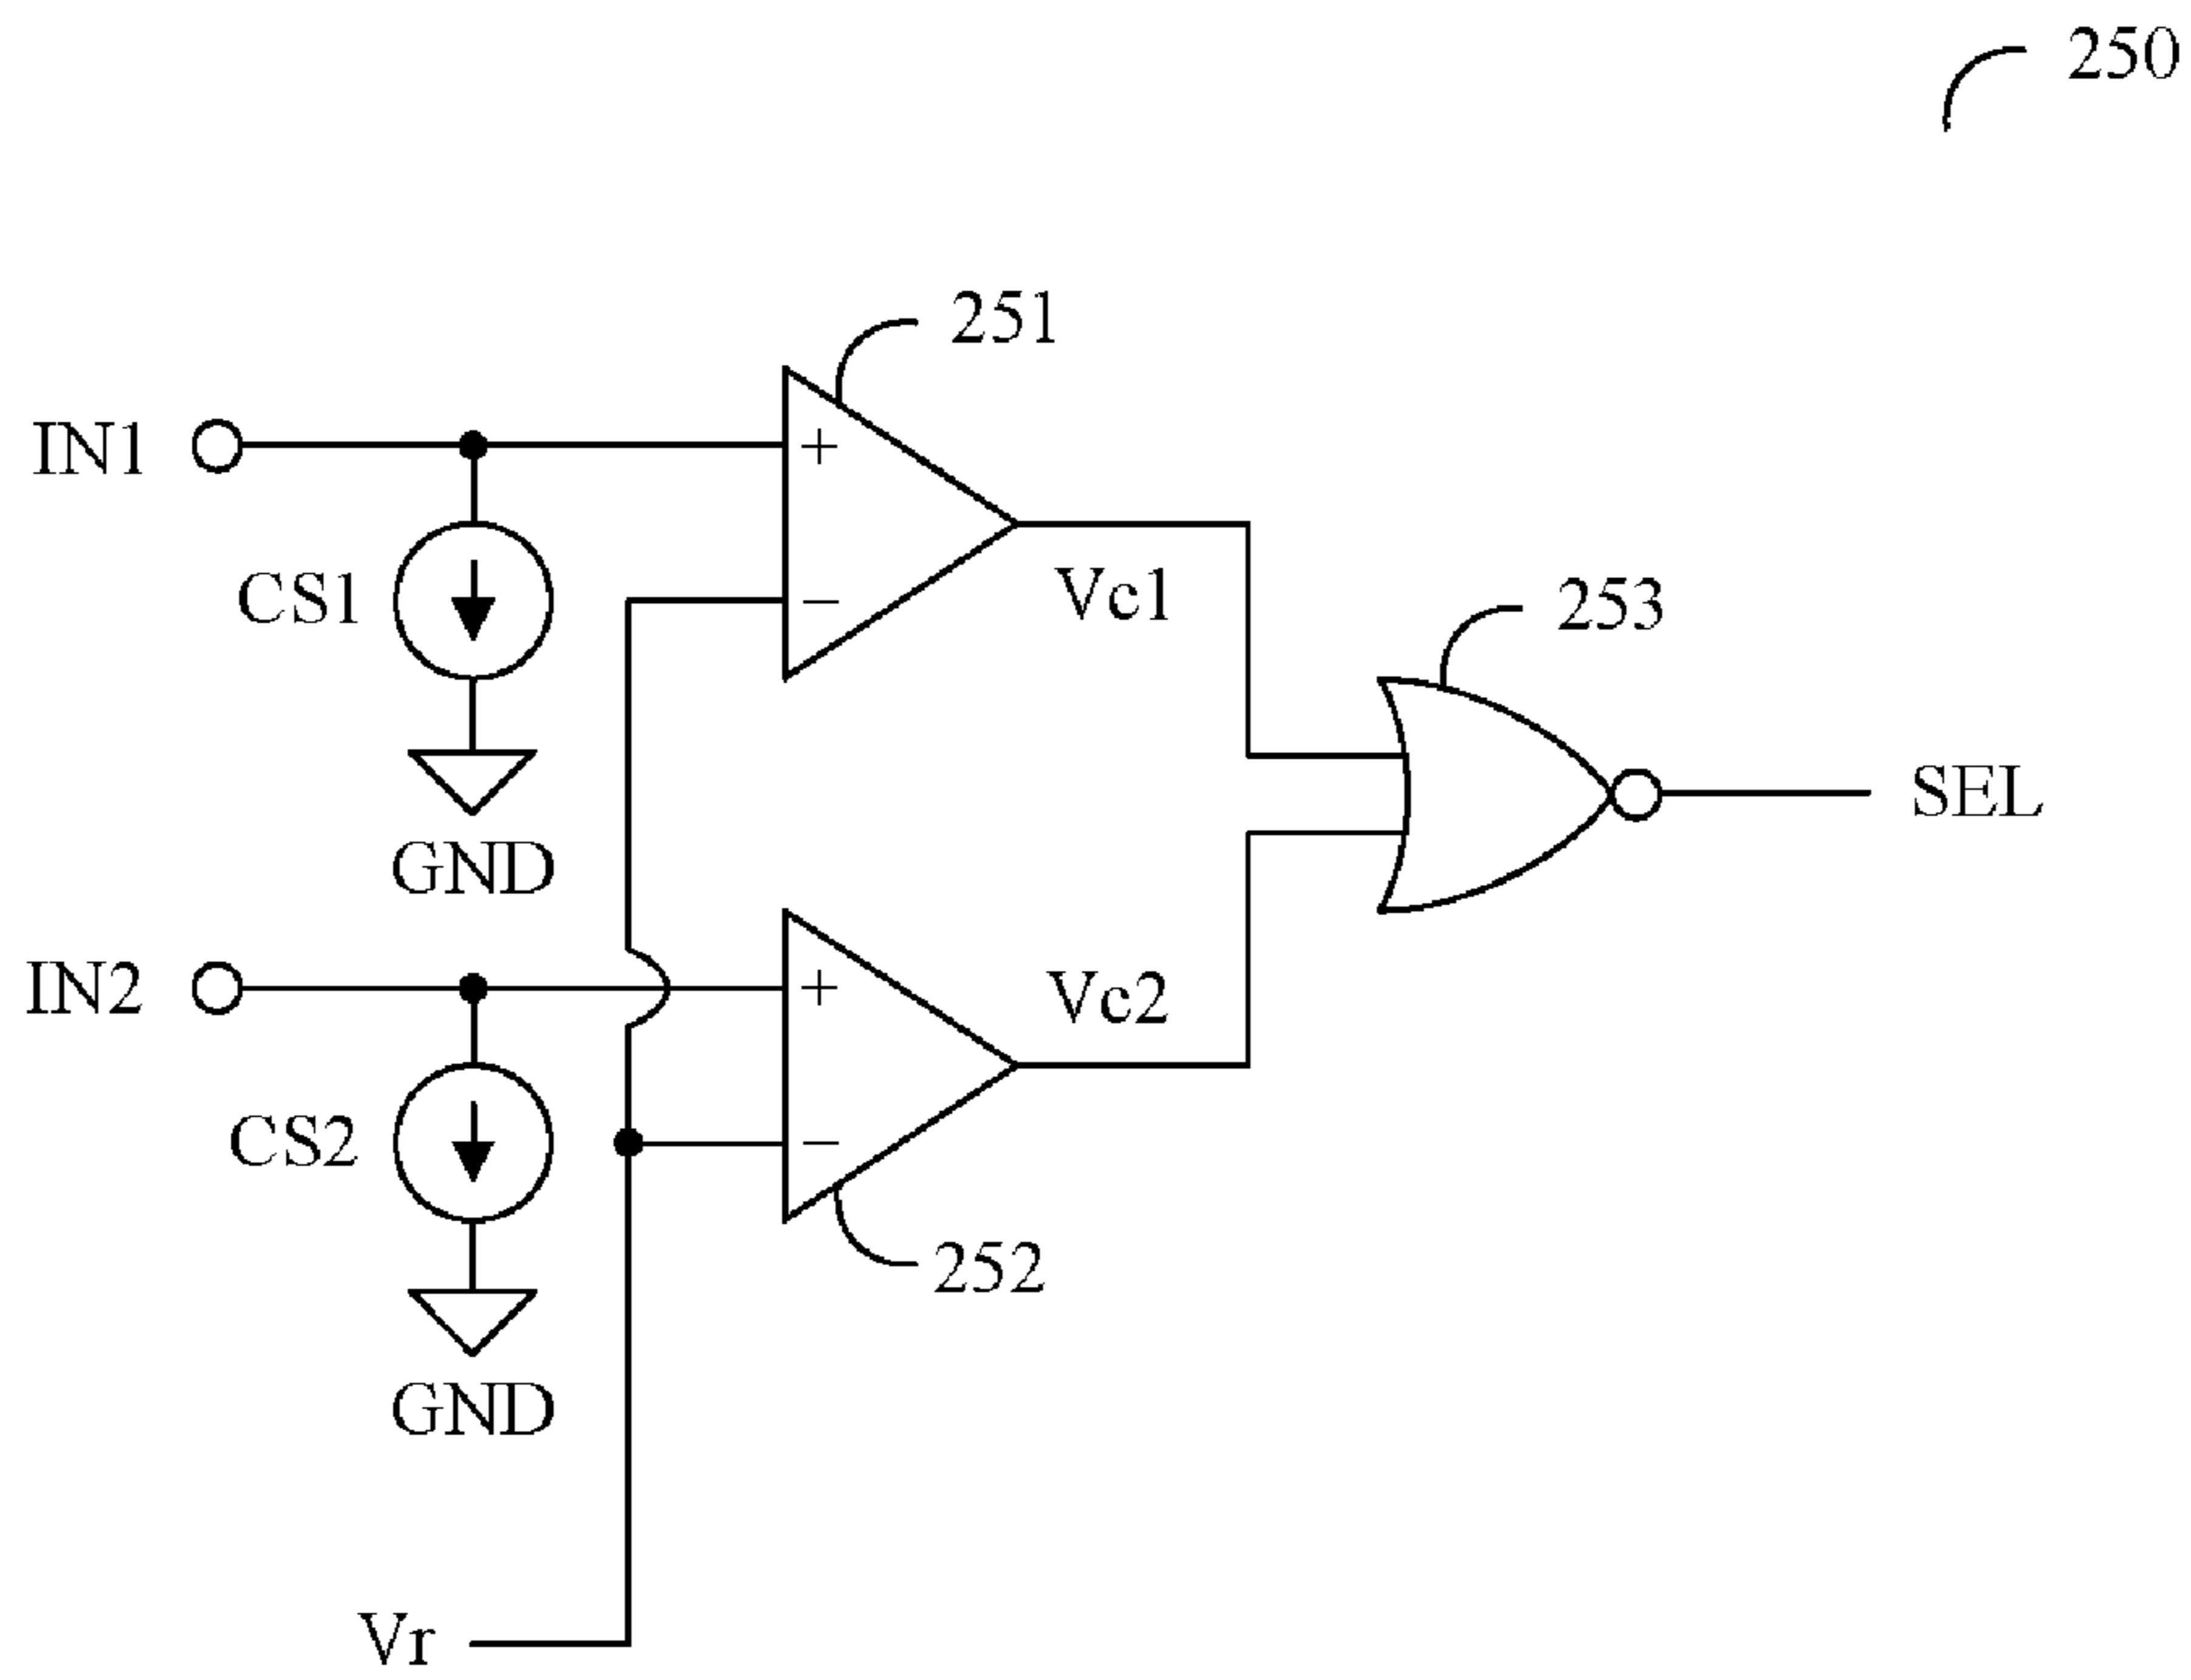 250
251
IN1
+
CS1
−
Vc1
253
SEL
GND
IN2
+
Vc2
CS2
−
252
GND
Vr